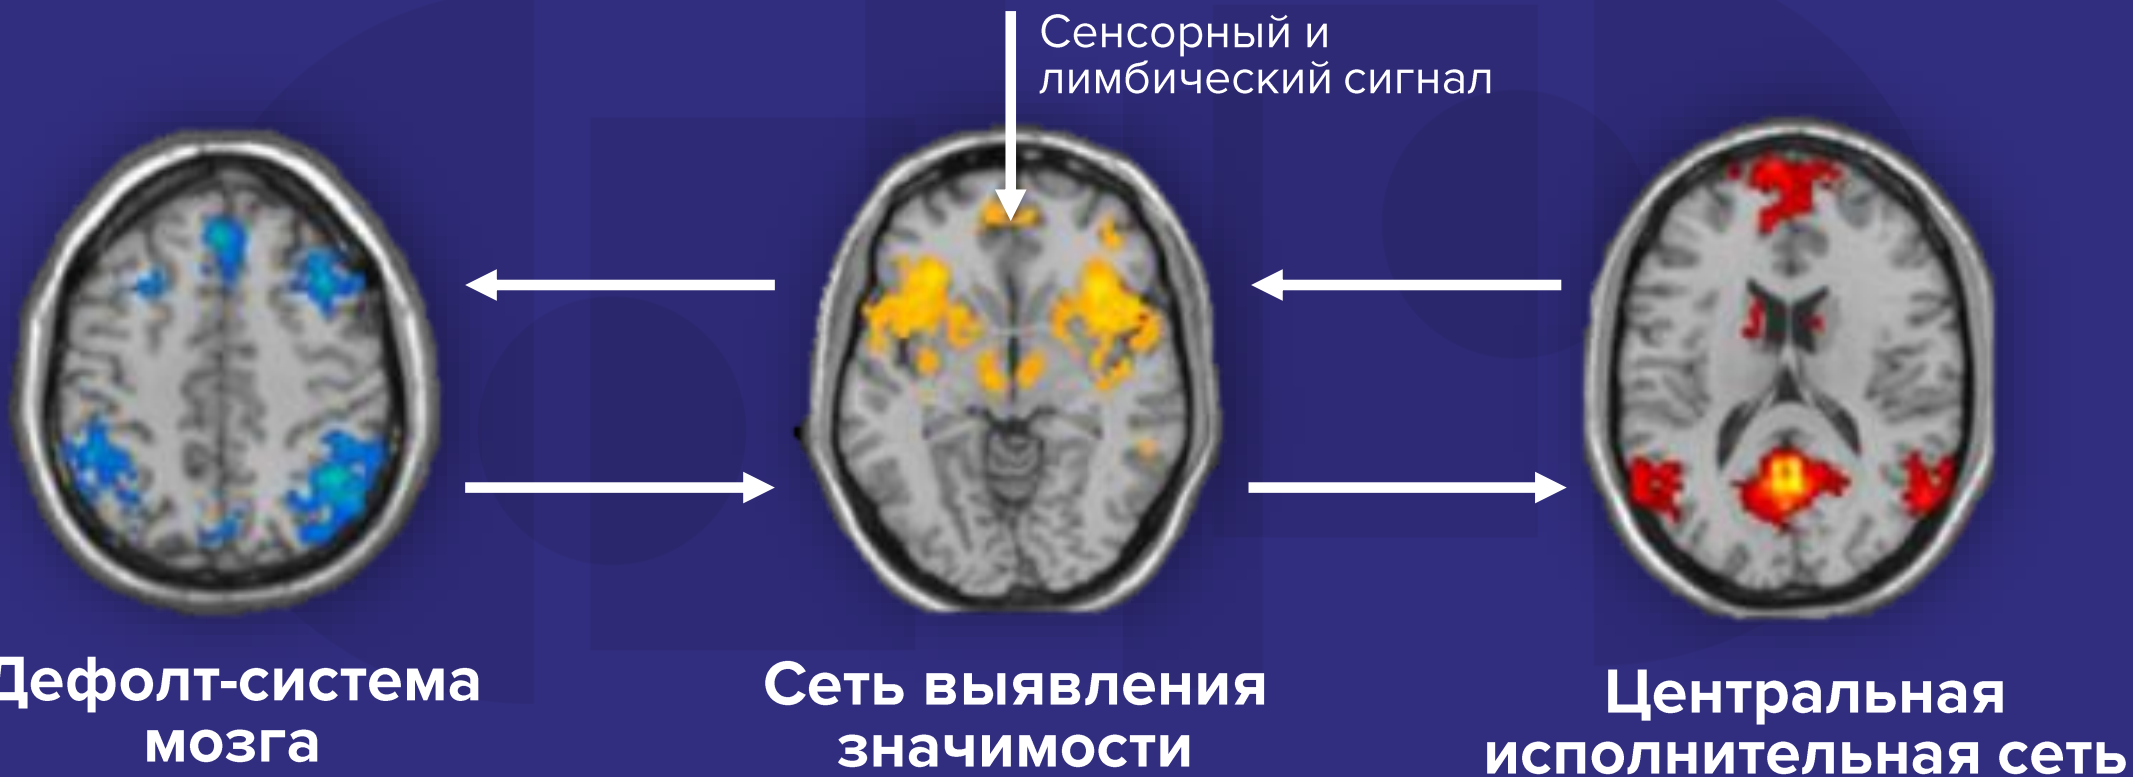 Сенсорный и
лимбический сигнал
Дефолт-система
мозга
Сеть выявления
значимости
Центральная
исполнительная сеть